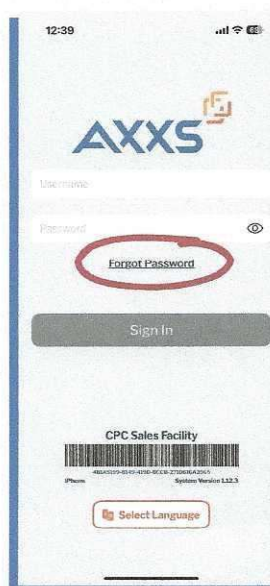 12:39
AXXS
Username
Password
Forgot Password
Sign In
CPC Sales Facility
iPhone
System Version 1.12.3
Select Language